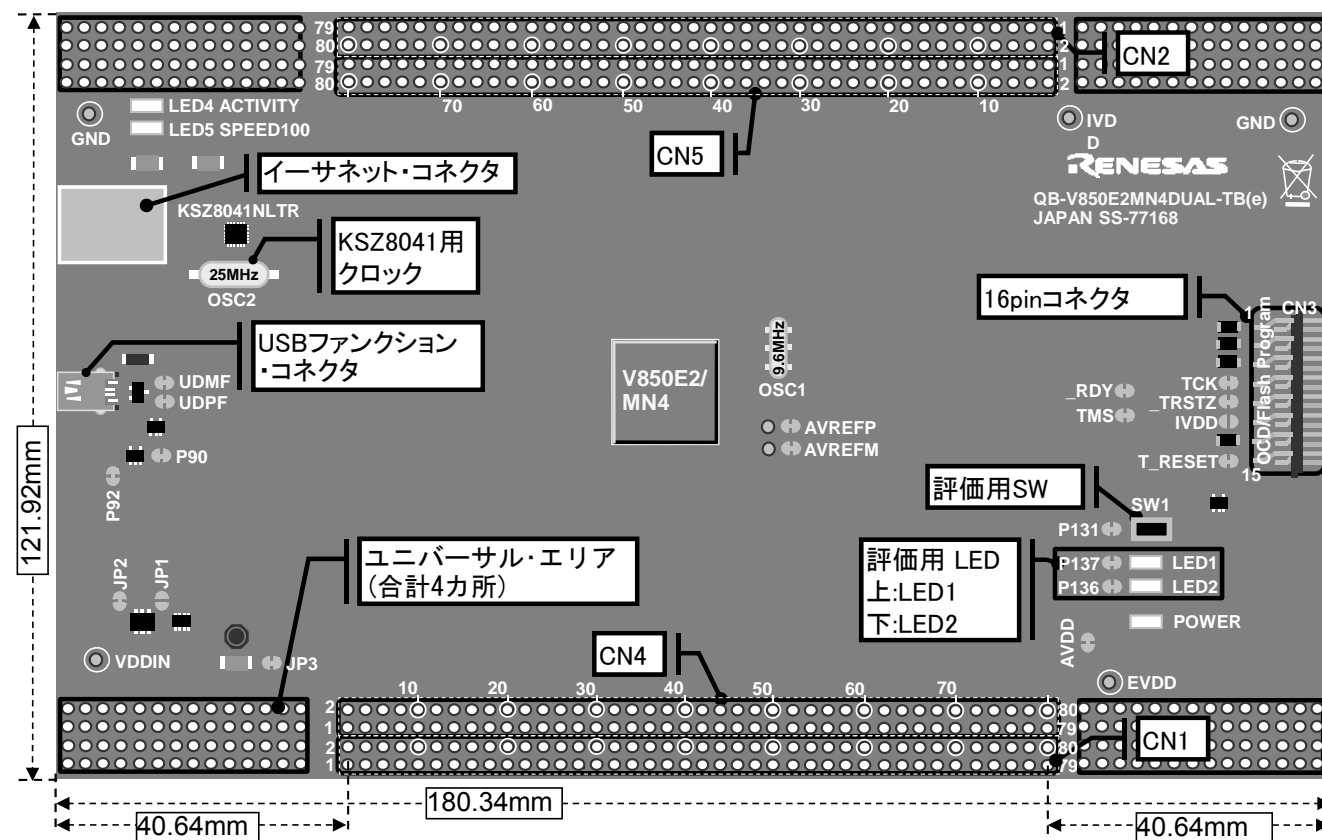 79
80
79
80
1
2
1
2
CN2
70
60
50
40
30
20
10
LED4 ACTIVITY
LED5 SPEED100
GND
CN5
IVD
D
GND
RENESAS
QB-V850E2MN4DUAL-TB(e)
JAPAN SS-77168
イーサネット・コネクタ
KSZ8041NLTR
KSZ8041用
クロック
25MHz
OSC2
16pinコネクタ
1
CN3
OCD/Flash Program
15
USBファンクション
・コネクタ
UDMF
UDPF
P90
P92
V850E2/
MN4
9.6MHz
OSC1
AVREFP
AVREFM
_RDY
TMS
TCK
_TRSTZ
IVDD
T_RESET
121.92mm
評価用SW
SW1
P131
評価用 LED
上:LED1
下:LED2
P137
LED1
P136
LED2
POWER
AVDD
EVDD
ユニバーサル・エリア
(合計4カ所)
JP2
JP1
VDDIN
JP3
CN4
10
20
30
40
50
60
70
2
1
2
1
80
79
80
79
CN1
180.34mm
40.64mm
40.64mm